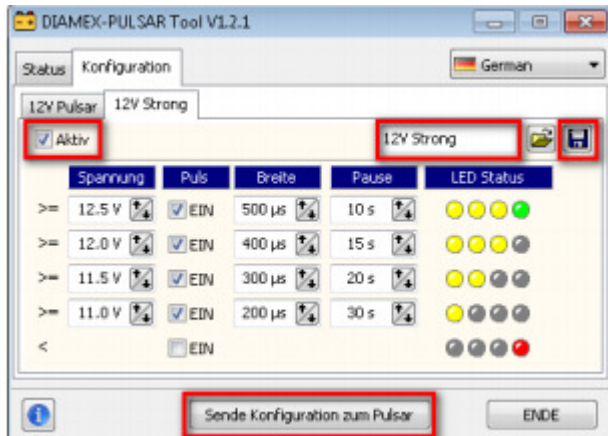 DIAMEX-PULSAR Tool V1.2.1
Status Konfiguration German
12V Pulsar 12V Strong
Aktiv 12V Strong
Spannung Puls Breite Pause LED Status
>= 12.5 V EIN 500 µs 10 s
>= 12.0 V EIN 400 µs 15 s
>= 11.5 V EIN 300 µs 20 s
>= 11.0 V EIN 200 µs 30 s
< EIN
Sende Konfiguration zum Pulsar ENDE